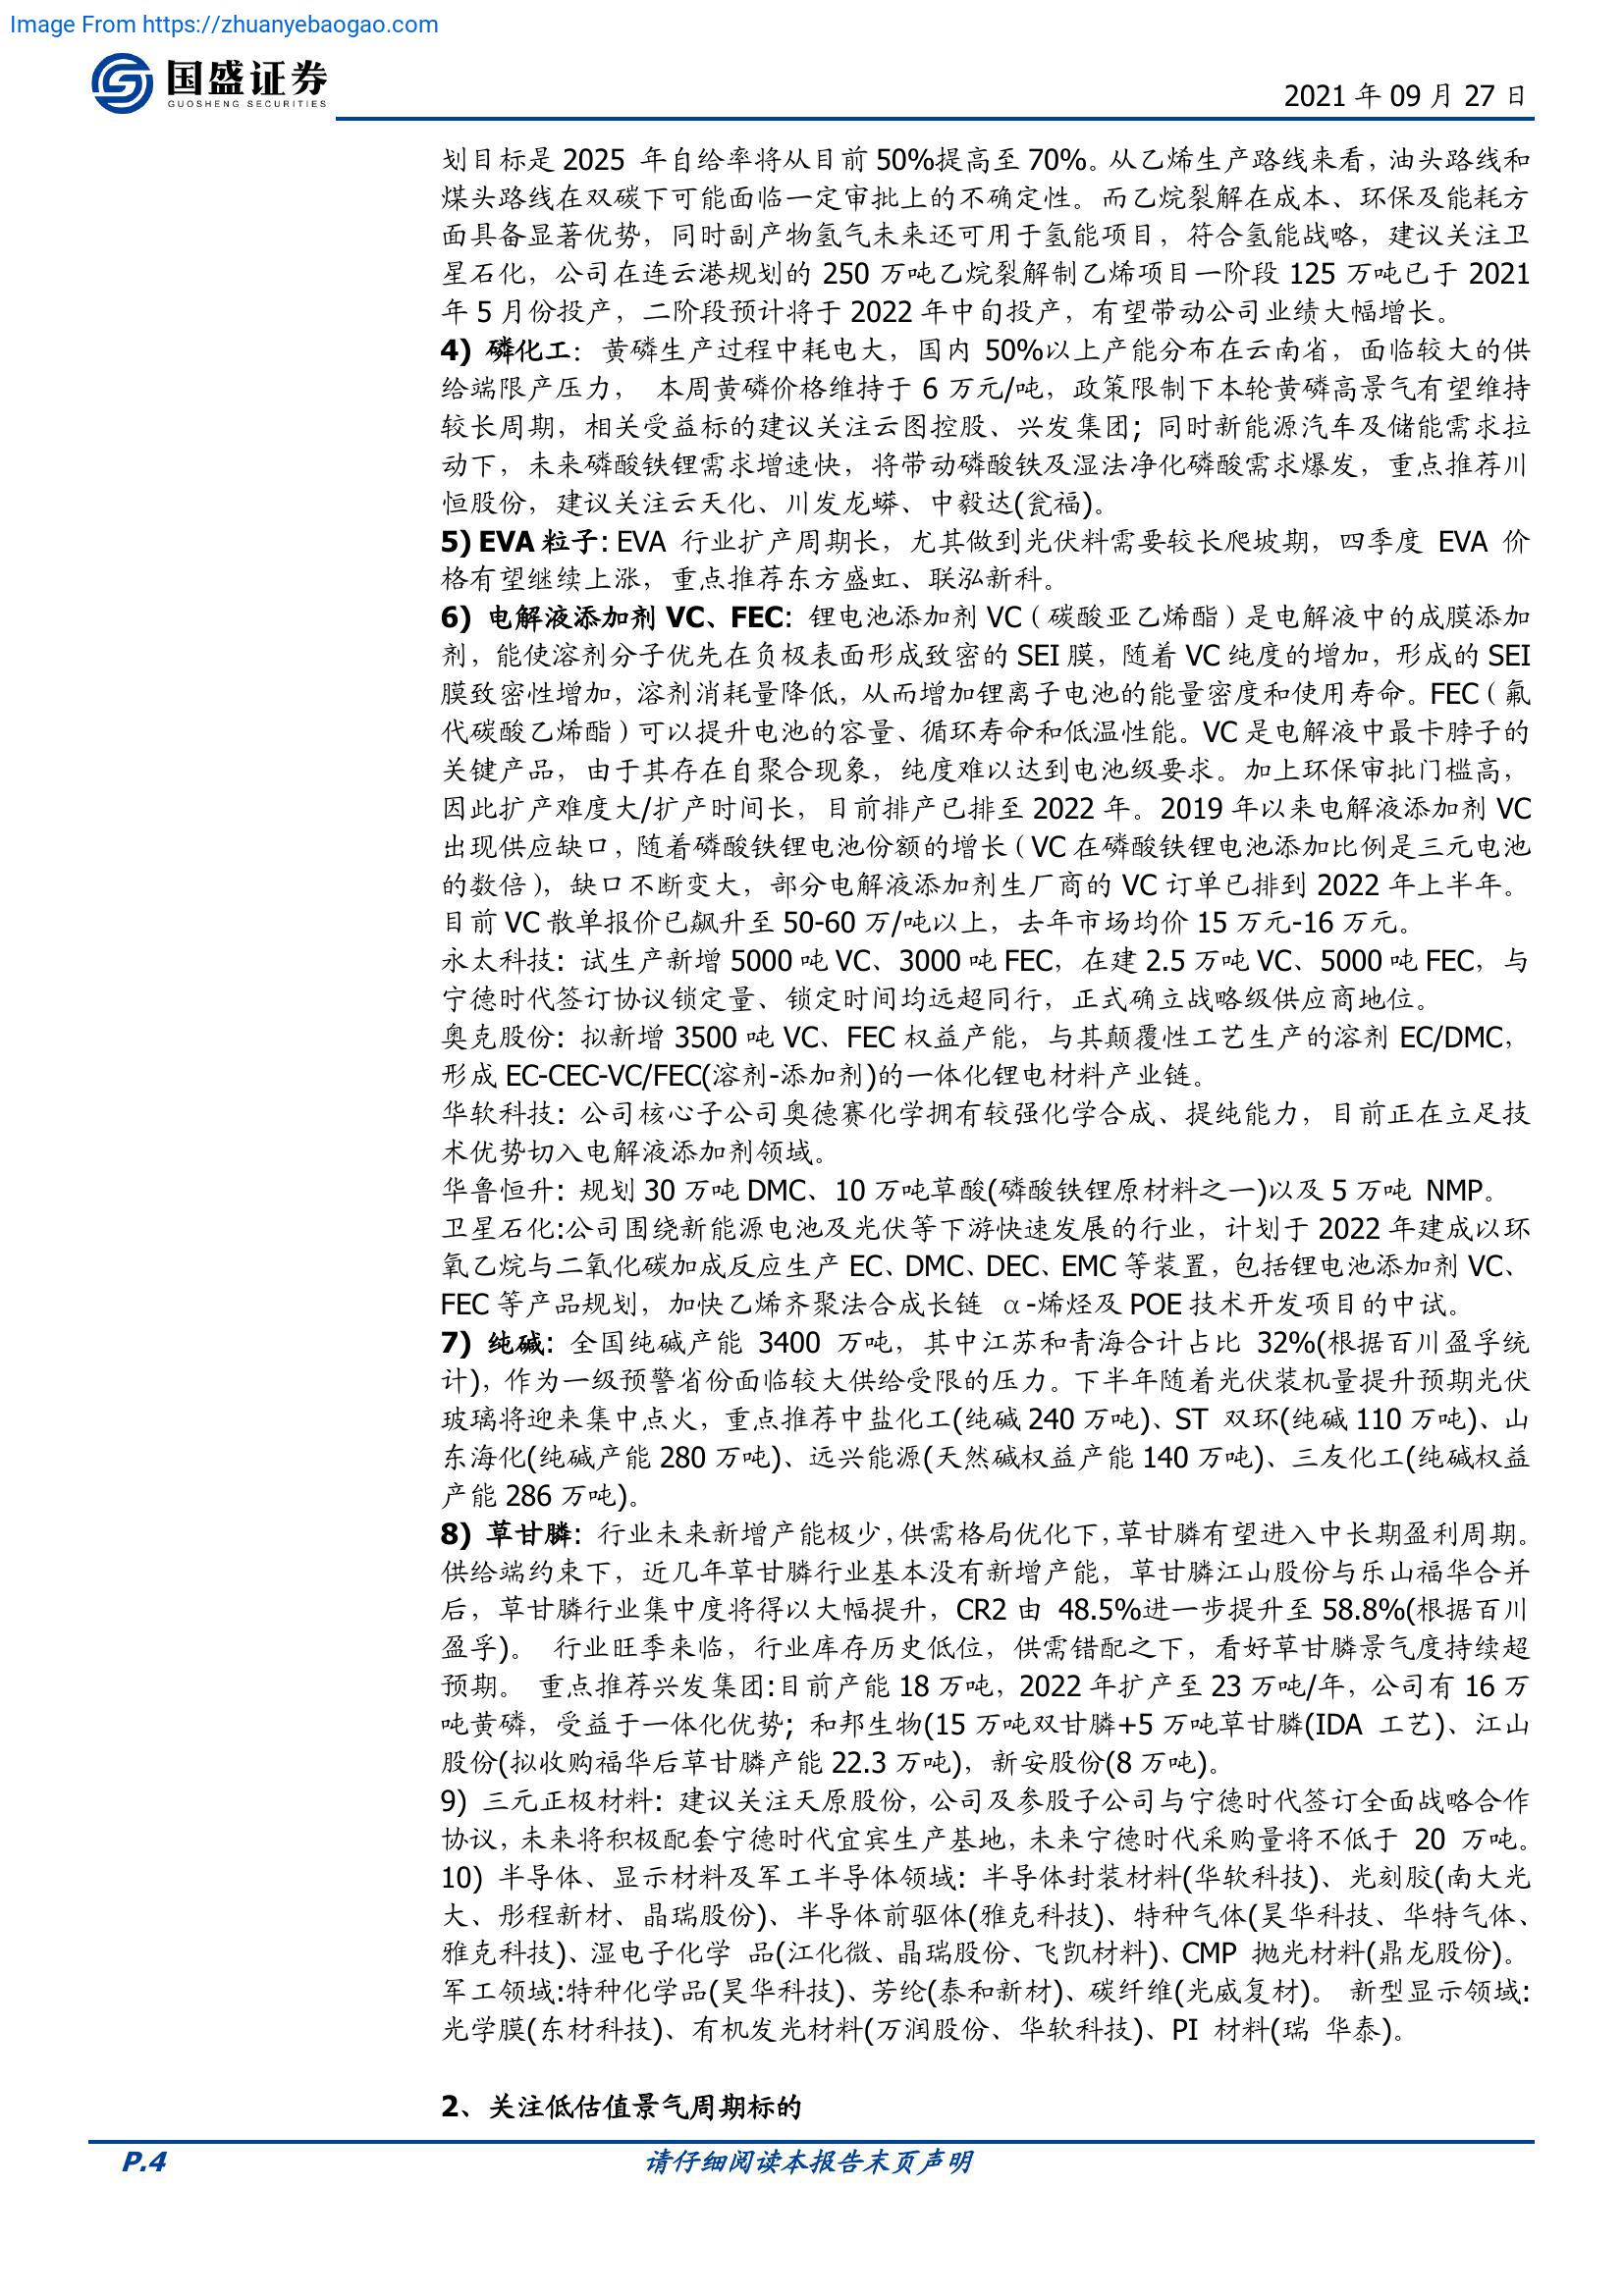 Image From https://zhuanyebaogao.com
国盛证券
GUOSHENG SECURITIES
2021 年 09 月 27 日
划目标是 2025 年自给率将从目前 50%提高至 70%。从乙烯生产路线来看，油头路线和
煤头路线在双碳下可能面临一定审批上的不确定性。而乙烷裂解在成本、环保及能耗方
面具备显著优势，同时副产物氢气未来还可用于氢能项目，符合氢能战略，建议关注卫
星石化，公司在连云港规划的 250 万吨乙烷裂解制乙烯项目一阶段 125 万吨已于 2021
年 5 月份投产，二阶段预计将于 2022 年中旬投产，有望带动公司业绩大幅增长。
4) 磷化工：黄磷生产过程中耗电大，国内 50%以上产能分布在云南省，面临较大的供
给端限产压力， 本周黄磷价格维持于 6 万元/吨，政策限制下本轮黄磷高景气有望维持
较长周期，相关受益标的建议关注云图控股、兴发集团；同时新能源汽车及储能需求拉
动下，未来磷酸铁锂需求增速快，将带动磷酸铁及湿法净化磷酸需求爆发，重点推荐川
恒股份，建议关注云天化、川发龙蟒、中毅达(瓮福)。
5) EVA 粒子：EVA 行业扩产周期长，尤其做到光伏料需要较长爬坡期，四季度 EVA 价
格有望继续上涨，重点推荐东方盛虹、联泓新科。
6) 电解液添加剂 VC、FEC：锂电池添加剂 VC（碳酸亚乙烯酯）是电解液中的成膜添加
剂，能使溶剂分子优先在负极表面形成致密的 SEI 膜，随着 VC 纯度的增加，形成的 SEI
膜致密性增加，溶剂消耗量降低，从而增加锂离子电池的能量密度和使用寿命。FEC（氟
代碳酸乙烯酯）可以提升电池的容量、循环寿命和低温性能。VC 是电解液中最卡脖子的
关键产品，由于其存在自聚合现象，纯度难以达到电池级要求。加上环保审批门槛高，
因此扩产难度大/扩产时间长，目前排产已排至 2022 年。2019 年以来电解液添加剂 VC
出现供应缺口，随着磷酸铁锂电池份额的增长（VC 在磷酸铁锂电池添加比例是三元电池
的数倍），缺口不断变大，部分电解液添加剂生厂商的 VC 订单已排到 2022 年上半年。
目前 VC 散单报价已飙升至 50-60 万/吨以上，去年市场均价 15 万元-16 万元。
永太科技：试生产新增 5000 吨 VC、3000 吨 FEC，在建 2.5 万吨 VC、5000 吨 FEC，与
宁德时代签订协议锁定量、锁定时间均远超同行，正式确立战略级供应商地位。
奥克股份：拟新增 3500 吨 VC、FEC 权益产能，与其颠覆性工艺生产的溶剂 EC/DMC，
形成 EC-CEC-VC/FEC(溶剂-添加剂)的一体化锂电材料产业链。
华软科技：公司核心子公司奥德赛化学拥有较强化学合成、提纯能力，目前正在立足技
术优势切入电解液添加剂领域。
华鲁恒升：规划 30 万吨 DMC、10 万吨草酸(磷酸铁锂原材料之一)以及 5 万吨 NMP。
卫星石化:公司围绕新能源电池及光伏等下游快速发展的行业，计划于 2022 年建成以环
氧乙烷与二氧化碳加成反应生产 EC、DMC、DEC、EMC 等装置，包括锂电池添加剂 VC、
FEC 等产品规划，加快乙烯齐聚法合成长链 α-烯烃及 POE 技术开发项目的中试。
7) 纯碱：全国纯碱产能 3400 万吨，其中江苏和青海合计占比 32%(根据百川盈孚统
计)，作为一级预警省份面临较大供给受限的压力。下半年随着光伏装机量提升预期光伏
玻璃将迎来集中点火，重点推荐中盐化工(纯碱 240 万吨)、ST 双环(纯碱 110 万吨)、山
东海化(纯碱产能 280 万吨)、远兴能源(天然碱权益产能 140 万吨)、三友化工(纯碱权益
产能 286 万吨)。
8) 草甘膦：行业未来新增产能极少，供需格局优化下，草甘膦有望进入中长期盈利周期。
供给端约束下，近几年草甘膦行业基本没有新增产能，草甘膦江山股份与乐山福华合并
后，草甘膦行业集中度将得以大幅提升，CR2 由 48.5%进一步提升至 58.8%(根据百川
盈孚)。 行业旺季来临，行业库存历史低位，供需错配之下，看好草甘膦景气度持续超
预期。 重点推荐兴发集团:目前产能 18 万吨，2022 年扩产至 23 万吨/年，公司有 16 万
吨黄磷，受益于一体化优势；和邦生物(15 万吨双甘膦+5 万吨草甘膦(IDA 工艺)、江山
股份(拟收购福华后草甘膦产能 22.3 万吨)，新安股份(8 万吨)。
9) 三元正极材料：建议关注天原股份，公司及参股子公司与宁德时代签订全面战略合作
协议，未来将积极配套宁德时代宜宾生产基地，未来宁德时代采购量将不低于 20 万吨。
10) 半导体、显示材料及军工半导体领域：半导体封装材料(华软科技)、光刻胶(南大光
大、彤程新材、晶瑞股份)、半导体前驱体(雅克科技)、特种气体(昊华科技、华特气体、
雅克科技)、湿电子化学 品(江化微、晶瑞股份、飞凯材料)、CMP 抛光材料(鼎龙股份)。
军工领域:特种化学品(昊华科技)、芳纶(泰和新材)、碳纤维(光威复材)。 新型显示领域:
光学膜(东材科技)、有机发光材料(万润股份、华软科技)、PI 材料(瑞 华泰)。
2、关注低估值景气周期标的
P.4
请仔细阅读本报告末页声明